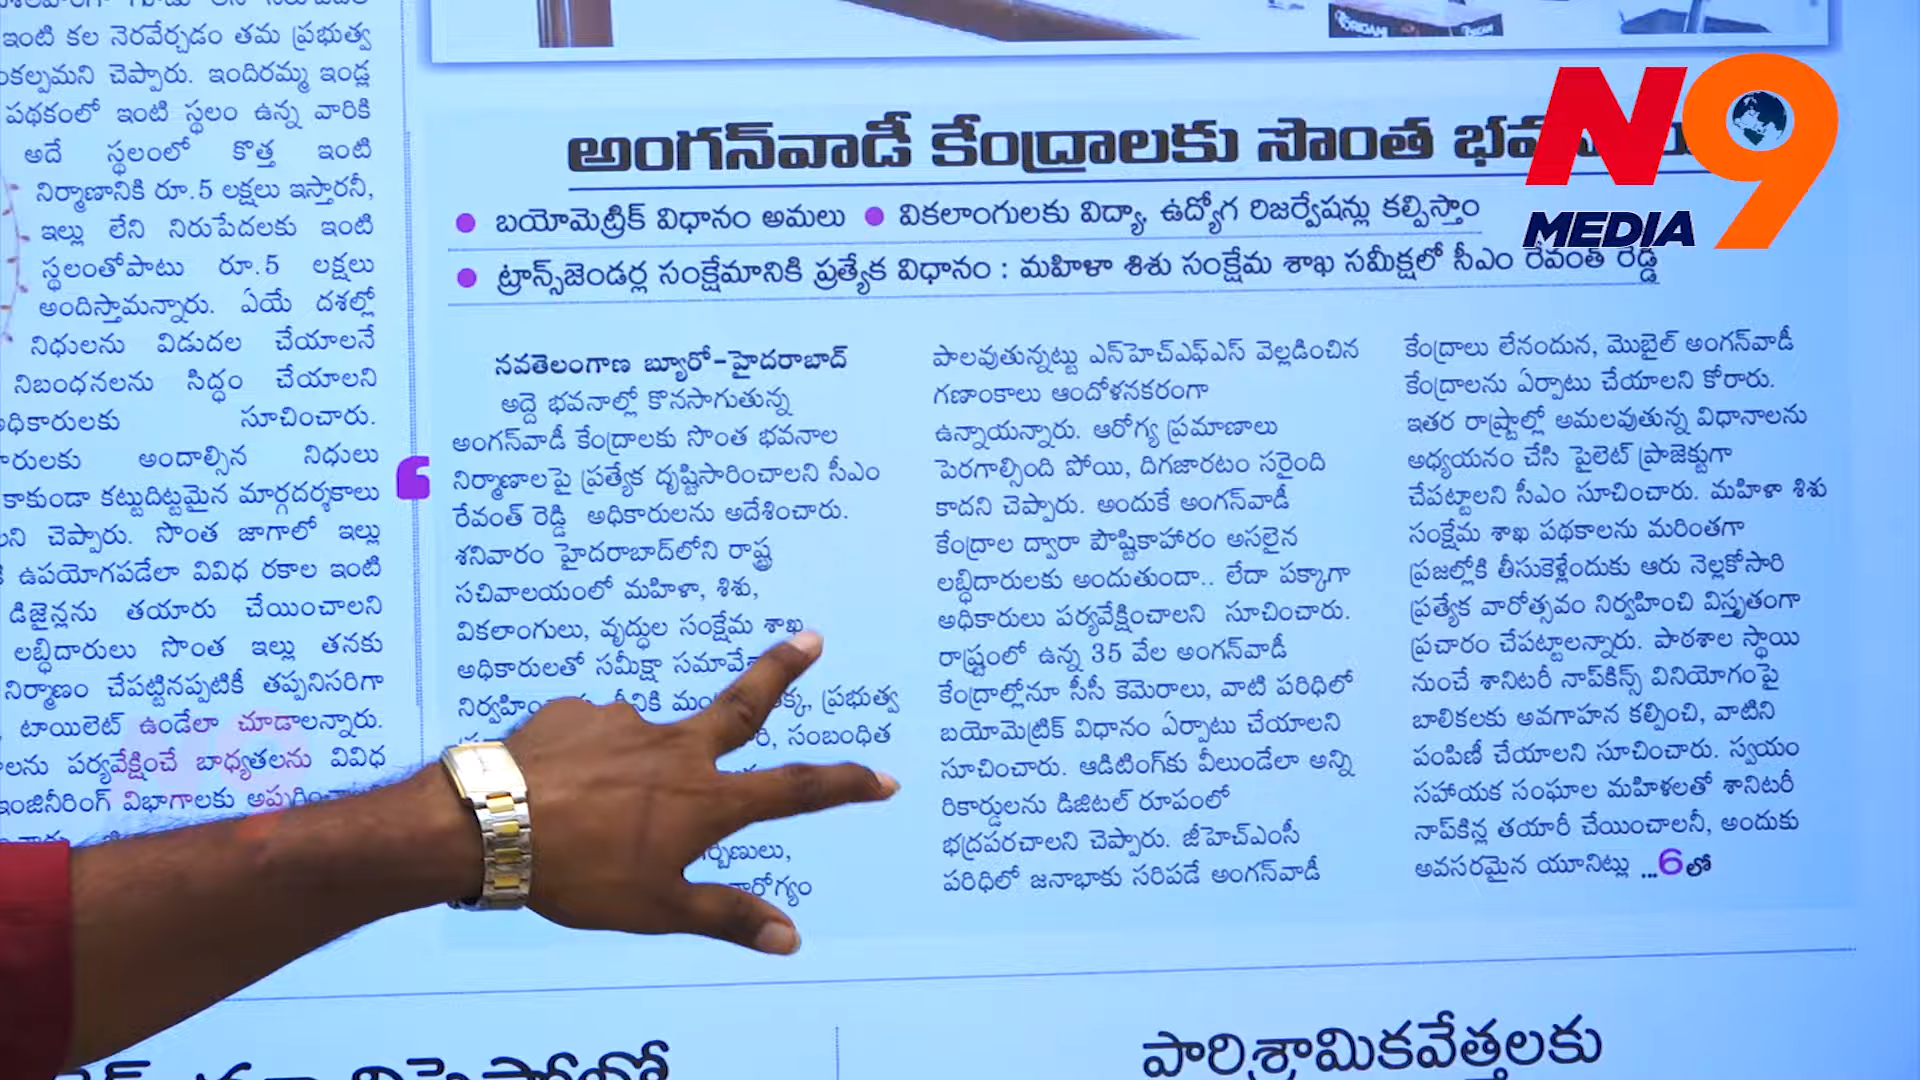 ఇంటి కల నెరవేర్చడం తమ ప్రభుత్వ
చెప్పారు. ఇందిరమ్మ ఇండ్ల
పథకంలో ఇంటి స్థలం ఉన్న వారికి
అదే స్థలంలో కొత్త ఇంటి
నిర్మాణానికి రూ.5 లక్షలు ఇస్తారనీ,
ఇల్లు లేని నిరుపేదలకు ఇంటి
స్థలంతోపాటు రూ.5 లక్షలు
అందిస్తామన్నారు. ఏయే దశల్లో
నిధులను విడుదల చేయాలనే
నిబంధనలను సిద్ధం చేయాలని
సూచించారు.
అందాల్సిన నిధులు
కాకుండా కట్టుదిట్టమైన మార్గదర్శకాలు
చెప్పారు. సొంత జాగాలో ఇల్లు
ఉపయోగపడేలా వివిధ రకాల ఇంటి
డిజైన్లను తయారు చేయించాలని
లబ్ధిదారులు సొంత ఇల్లు తనకు
నిర్మాణం చేపట్టినప్పటికీ తప్పనిసరిగా
టాయిలెట్ ఉండేలా చూడాలన్నారు.
పర్యవేక్షించే బాధ్యతలను వివిధ
ఇంజినీరింగ్ విభాగాలకు
అంగన్‌వాడీ కేంద్రాలకు సొంత
N9
MEDIA
● బయోమెట్రిక్ విధానం అమలు ● వికలాంగులకు విద్యా, ఉద్యోగ రిజర్వేషన్లు కల్పిస్తాం
● ట్రాన్స్‌జెండర్ల సంక్షేమానికి ప్రత్యేక విధానం : మహిళా శిశు సంక్షేమ శాఖ సమీక్షలో సీఎం రేవంత్ రెడ్డి
నవతెలంగాణ బ్యూరో-హైదరాబాద్
అద్దె భవనాల్లో కొనసాగుతున్న
అంగన్‌వాడీ కేంద్రాలకు సొంత భవనాల
నిర్మాణాలపై ప్రత్యేక దృష్టిసారించాలని సీఎం
రేవంత్ రెడ్డి అధికారులను అదేశించారు.
శనివారం హైదరాబాద్‌లోని రాష్ట్ర
సచివాలయంలో మహిళా, శిశు,
వికలాంగులు, వృద్ధుల సంక్షేమ శాఖ
అధికారులతో సమీక్షా
ప్రభుత్వ
సంబంధిత
పాలవుతున్నట్టు ఎన్‌హెచ్‌ఎఫ్‌ఎస్ వెల్లడించిన
గణాంకాలు ఆందోళనకరంగా
ఉన్నాయన్నారు. ఆరోగ్య ప్రమాణాలు
పెరగాల్సింది పోయి, దిగజారటం సరైంది
కాదని చెప్పారు. అందుకే అంగన్‌వాడీ
కేంద్రాల ద్వారా పౌష్టికాహారం అసలైన
లబ్ధిదారులకు అందుతుందా.. లేదా పక్కాగా
అధికారులు పర్యవేక్షించాలని సూచించారు.
రాష్ట్రంలో ఉన్న 35 వేల అంగన్‌వాడీ
కేంద్రాల్లోనూ సీసీ కెమెరాలు, వాటి పరిధిలో
బయోమెట్రిక్ విధానం ఏర్పాటు చేయాలని
సూచించారు. ఆడిటింగ్‌కు వీలుండేలా అన్ని
రికార్డులను డిజిటల్ రూపంలో
భద్రపరచాలని చెప్పారు. జీహెచ్‌ఎంసీ
పరిధిలో జనాభాకు సరిపడే అంగన్‌వాడీ
కేంద్రాలు లేనందున, మొబైల్ అంగన్‌వాడీ
కేంద్రాలను ఏర్పాటు చేయాలని కోరారు.
ఇతర రాష్ట్రాల్లో అమలవుతున్న విధానాలను
అధ్యయనం చేసి పైలెట్ ప్రాజెక్టుగా
చేపట్టాలని సీఎం సూచించారు. మహిళా శిశు
సంక్షేమ శాఖ పథకాలను మరింతగా
ప్రజల్లోకి తీసుకెళ్లేందుకు ఆరు నెల్లకోసారి
ప్రత్యేక వారోత్సవం నిర్వహించి విస్తృతంగా
ప్రచారం చేపట్టాలన్నారు. పాఠశాల స్థాయి
నుంచే శానిటరీ నాప్‌కిన్స్ వినియోగంపై
బాలికలకు అవగాహన కల్పించి, వాటిని
పంపిణీ చేయాలని సూచించారు. స్వయం
సహాయక సంఘాల మహిళలతో శానిటరీ
నాప్‌కిన్ల తయారీ చేయించాలనీ, అందుకు
అవసరమైన యూనిట్లు ...6లో
పారిశ్రామికవేత్తలకు